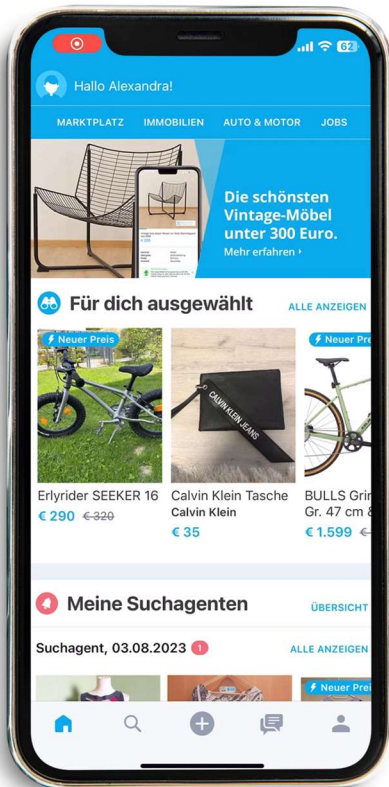 62
Hallo Alexandra!
MARKTPLATZ IMMOBILIEN AUTO & MOTOR JOBS
Die schönsten
Vintage-Möbel
unter 300 Euro.
Mehr erfahren
Für dich ausgewählt ALLE ANZEIGEN
Neuer Preis
Neuer Pre
CALVIN KLEIN JEANS
Erlyrider SEEKER 16 Calvin Klein Tasche BULLS Grin
Calvin Klein Gr. 47 cm &
€ 290 € 320 € 35 € 1.599 €
Meine Suchagenten ÜBERSICHT
Suchagent, 03.08.2023 1 ALLE ANZEIGEN
Neuer Prei